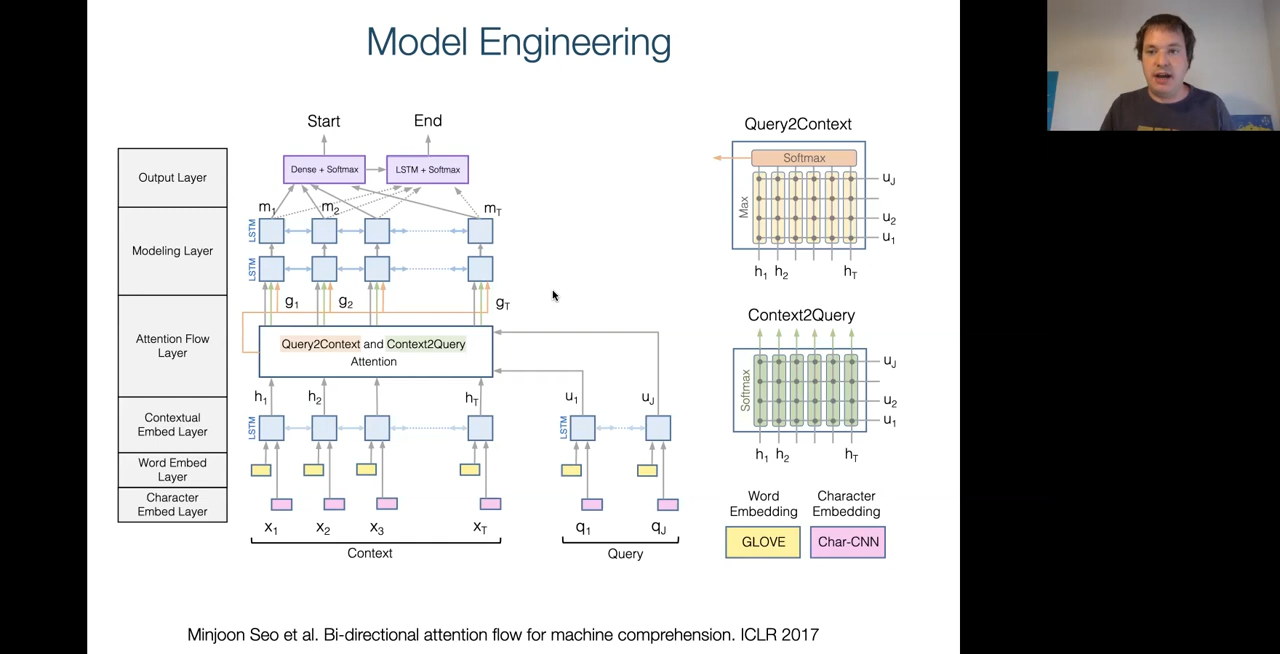 Model Engineering
Start End
Output Layer
Dense + Softmax LSTM + Softmax
m1 m2 mT
LSTM
Modeling Layer
LSTM
g1 g2 gT
Attention Flow
Layer
Query2Context and Context2Query
Attention
h1 h2 hT u1 uJ
Contextual
Embed Layer
LSTM LSTM
Word Embed
Layer
Character
Embed Layer
x1 x2 x3 xT q1 qJ
Context Query
Query2Context
Softmax
Max
uJ
u2
u1
h1 h2 hT
Context2Query
Softmax
uJ
u2
u1
h1 h2 hT
Word
Embedding
Character
Embedding
GLOVE Char-CNN
Minjoon Seo et al. Bi-directional attention flow for machine comprehension. ICLR 2017